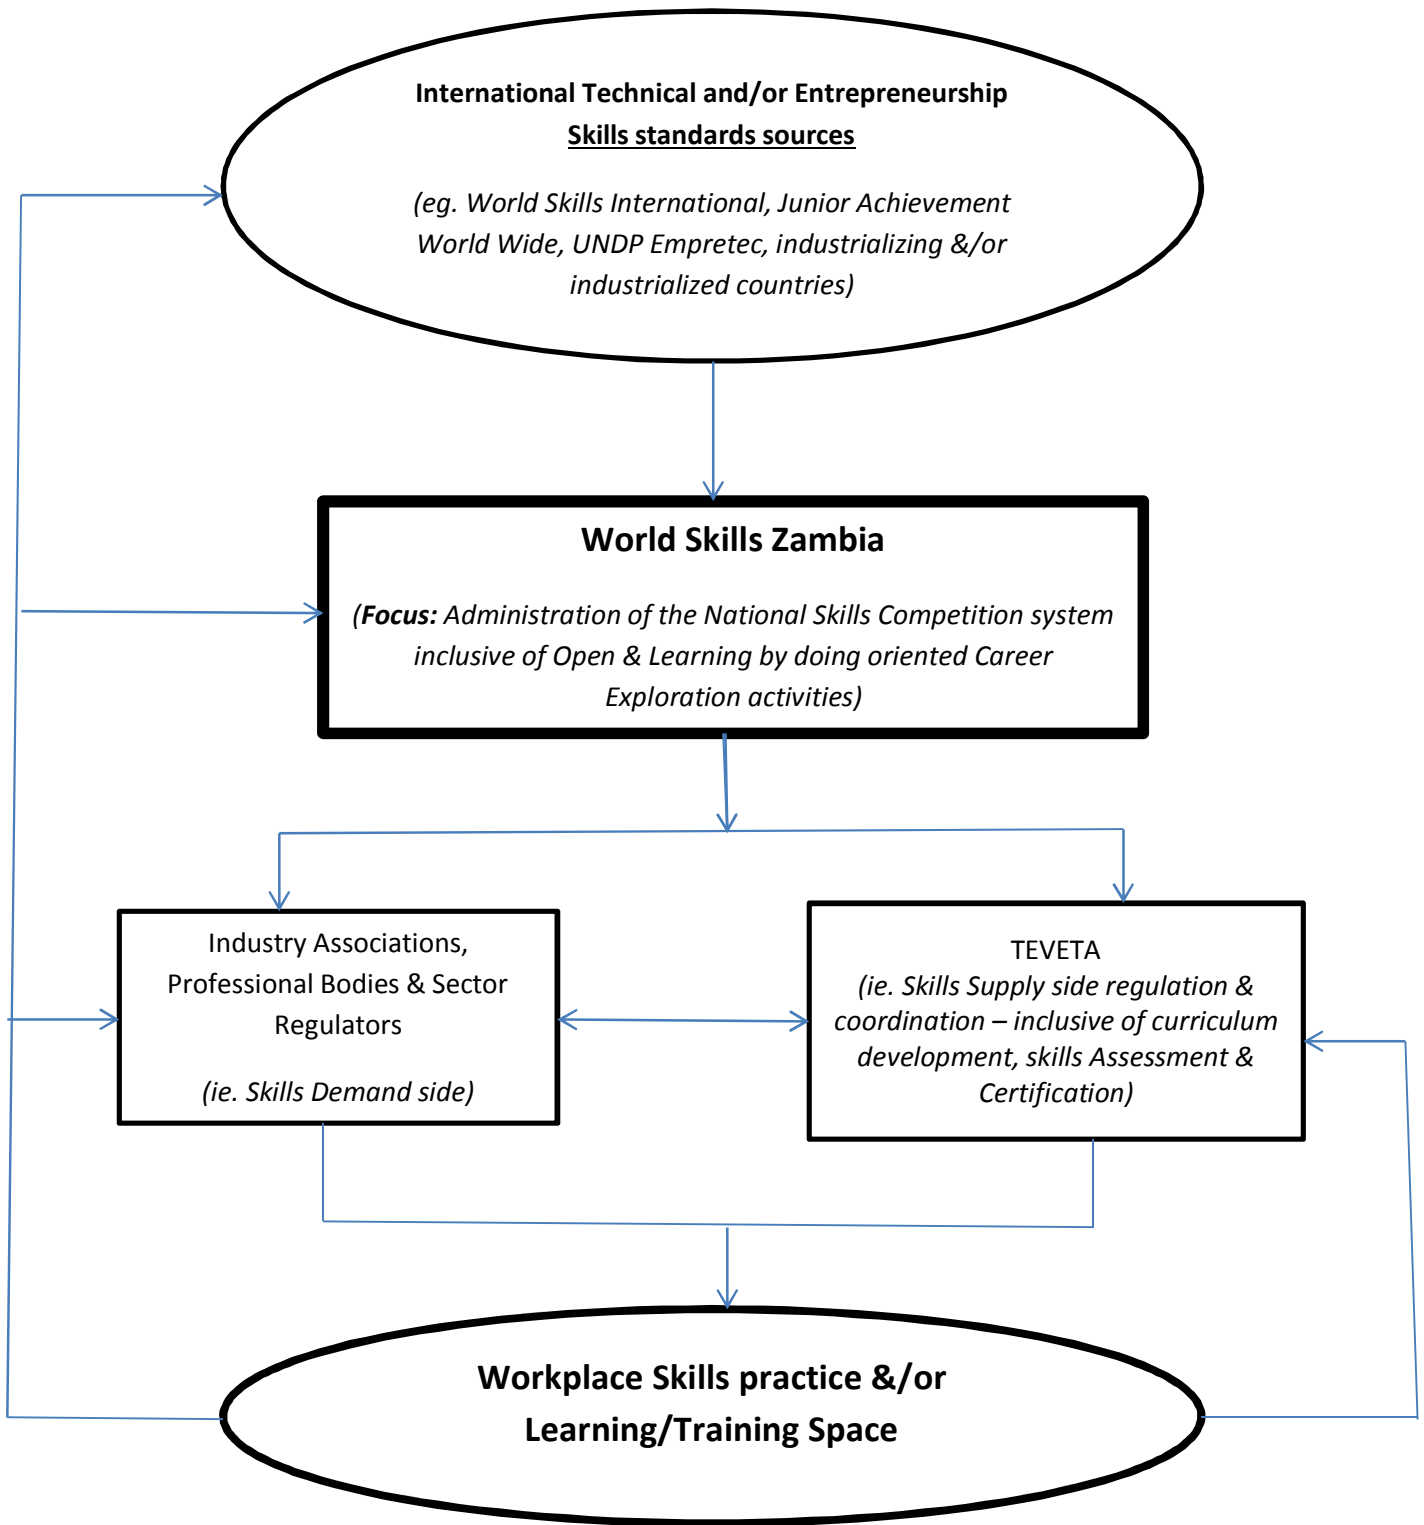 International Technical and/or Entrepreneurship
Skills standards sources
(eg. World Skills International, Junior Achievement
World Wide, UNDP Empretec, industrializing &/or
industrialized countries)
World Skills Zambia
(Focus: Administration of the National Skills Competition system
inclusive of Open & Learning by doing oriented Career
Exploration activities)
Industry Associations,
Professional Bodies & Sector
Regulators
(ie. Skills Demand side)
TEVETA
(ie. Skills Supply side regulation &
coordination – inclusive of curriculum
development, skills Assessment &
Certification)
Workplace Skills practice &/or
Learning/Training Space